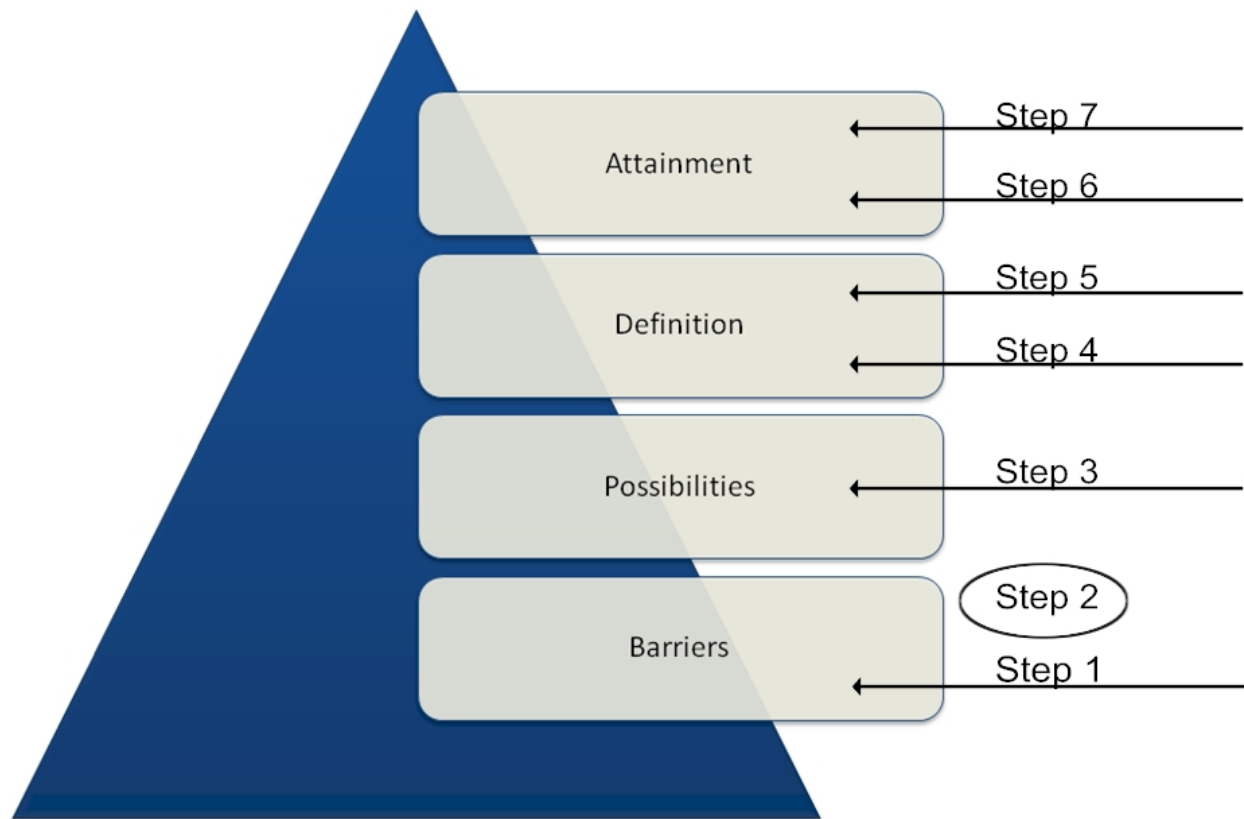 Step 7
Attainment
Step 6
Step 5
Definition
Step 4
Step 3
Possibilities
Step 2
Barriers
Step 1